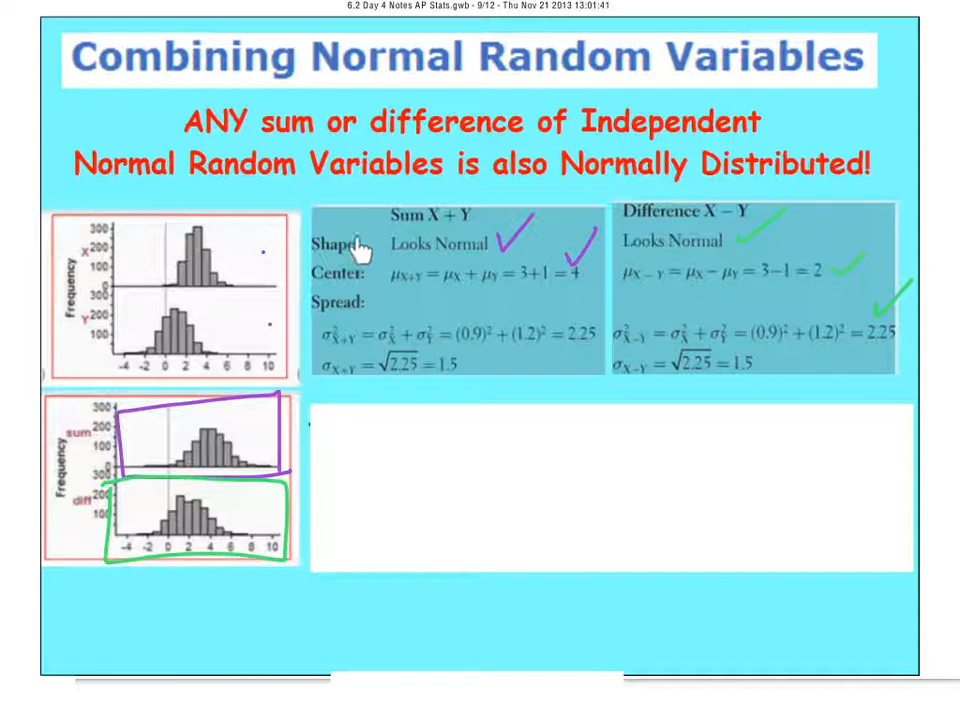 6.2 Day 4 Notes AP Stats.gwb - 9/12 - Thu Nov 21 2013 13:01:41
Combining Normal Random Variables
ANY sum or difference of Independent
Normal Random Variables is also Normally Distributed!
Sum X + Y
Shape
Looks Normal
Center: μX+Y = μX + μY = 3+1 = 4
Spread:
σ²X+Y = σ²X + σ²Y = (0.9)² + (1.2)² = 2.25
σX+Y = √2.25 = 1.5
Difference X − Y
Looks Normal
μX−Y = μX − μY = 3−1 = 2
σ²X−Y = σ²X + σ²Y = (0.9)² + (1.2)² = 2.25
σX−Y = √2.25 = 1.5
Frequency
300
X
200
100
300
Y
200
100
-4 -2 0 2 4 6 8 10
Frequency
300
sum
200
100
0
300
diff
200
100
-4 -2 0 2 4 6 8 10